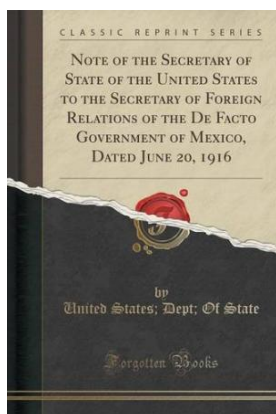 CLASSIC REPRINT SERIES
NOTE OF THE SECRETARY OF
STATE OF THE UNITED STATES
TO THE SECRETARY OF FOREIGN
RELATIONS OF THE DE FACTO
GOVERNMENT OF MEXICO,
DATED JUNE 20, 1916
by
United States; Dept; Of State
Forgotten Books